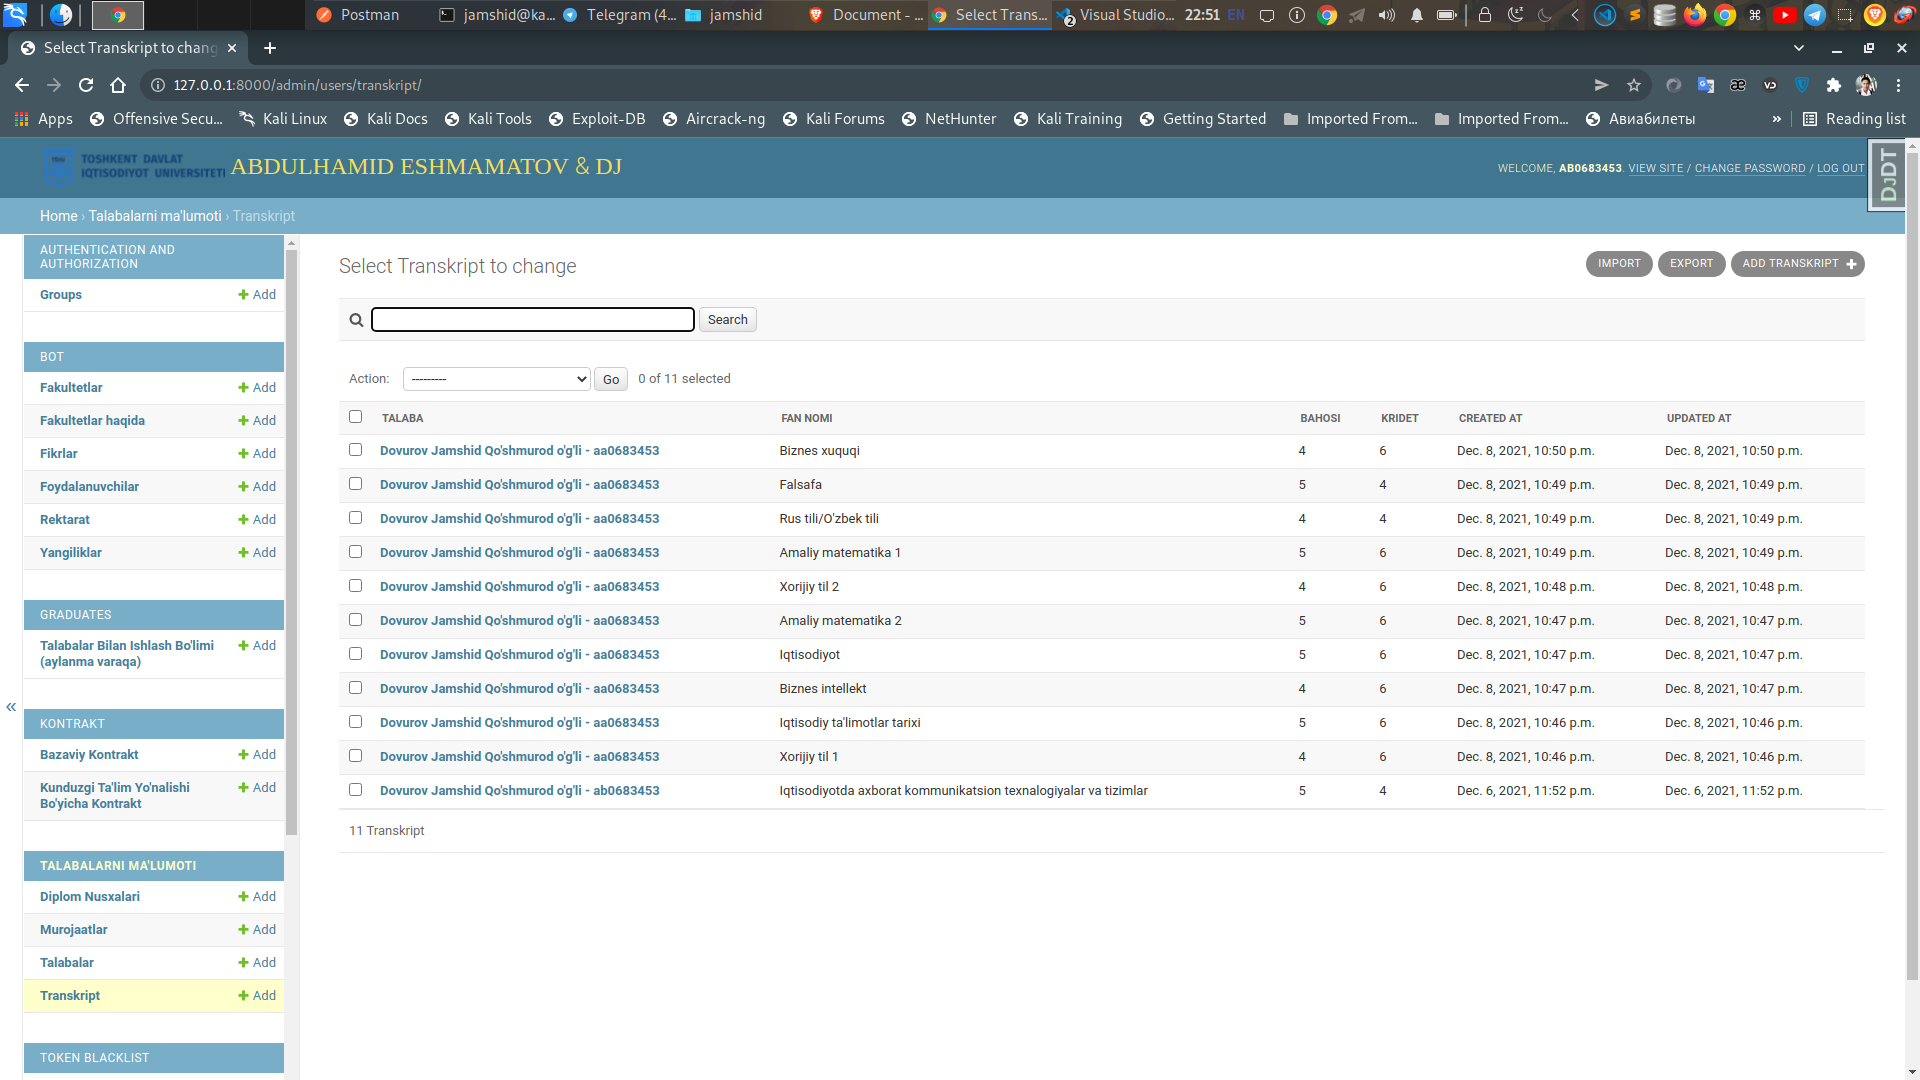 Postman
jamshid@ka...
Telegram (4...
jamshid
Document - ...
Select Trans...
2
Visual Studio...
22:51 EN
Select Transkript to chang
127.0.0.1:8000/admin/users/transkript/
Apps
Offensive Secu...
Kali Linux
Kali Docs
Kali Tools
Exploit-DB
Aircrack-ng
Kali Forums
NetHunter
Kali Training
Getting Started
Imported From...
Imported From...
Авиабилеты
»
Reading list
TOSHKENT DAVLAT
IQTISODIYOT UNIVERSITETI
ABDULHAMID ESHMAMATOV & DJ
WELCOME, AB0683453. VIEW SITE / CHANGE PASSWORD / LOG OUT
DJDT
Home › Talabalarni ma'lumoti › Transkript
AUTHENTICATION AND
AUTHORIZATION
Groups + Add
BOT
Fakultetlar + Add
Fakultetlar haqida + Add
Fikrlar + Add
Foydalanuvchilar + Add
Rektarat + Add
Yangiliklar + Add
GRADUATES
Talabalar Bilan Ishlash Bo'limi + Add
(aylanma varaqa)
«
KONTRAKT
Bazaviy Kontrakt + Add
Kunduzgi Ta'lim Yo'nalishi + Add
Bo'yicha Kontrakt
TALABALARNI MA'LUMOTI
Diplom Nusxalari + Add
Murojaatlar + Add
Talabalar + Add
Transkript + Add
TOKEN BLACKLIST
Select Transkript to change
IMPORT
EXPORT
ADD TRANSKRIPT +
Search
Action: --------- Go 0 of 11 selected
TALABA FAN NOMI BAHOSI KRIDET CREATED AT UPDATED AT
Dovurov Jamshid Qo'shmurod o'g'li - aa0683453 Biznes xuquqi 4 6 Dec. 8, 2021, 10:50 p.m. Dec. 8, 2021, 10:50 p.m.
Dovurov Jamshid Qo'shmurod o'g'li - aa0683453 Falsafa 5 4 Dec. 8, 2021, 10:49 p.m. Dec. 8, 2021, 10:49 p.m.
Dovurov Jamshid Qo'shmurod o'g'li - aa0683453 Rus tili/O'zbek tili 4 4 Dec. 8, 2021, 10:49 p.m. Dec. 8, 2021, 10:49 p.m.
Dovurov Jamshid Qo'shmurod o'g'li - aa0683453 Amaliy matematika 1 5 6 Dec. 8, 2021, 10:49 p.m. Dec. 8, 2021, 10:49 p.m.
Dovurov Jamshid Qo'shmurod o'g'li - aa0683453 Xorijiy til 2 4 6 Dec. 8, 2021, 10:48 p.m. Dec. 8, 2021, 10:48 p.m.
Dovurov Jamshid Qo'shmurod o'g'li - aa0683453 Amaliy matematika 2 5 6 Dec. 8, 2021, 10:47 p.m. Dec. 8, 2021, 10:47 p.m.
Dovurov Jamshid Qo'shmurod o'g'li - aa0683453 Iqtisodiyot 5 6 Dec. 8, 2021, 10:47 p.m. Dec. 8, 2021, 10:47 p.m.
Dovurov Jamshid Qo'shmurod o'g'li - aa0683453 Biznes intellekt 4 6 Dec. 8, 2021, 10:47 p.m. Dec. 8, 2021, 10:47 p.m.
Dovurov Jamshid Qo'shmurod o'g'li - aa0683453 Iqtisodiy ta'limotlar tarixi 5 6 Dec. 8, 2021, 10:46 p.m. Dec. 8, 2021, 10:46 p.m.
Dovurov Jamshid Qo'shmurod o'g'li - aa0683453 Xorijiy til 1 4 6 Dec. 8, 2021, 10:46 p.m. Dec. 8, 2021, 10:46 p.m.
Dovurov Jamshid Qo'shmurod o'g'li - ab0683453 Iqtisodiyotda axborat kommunikatsion texnalogiyalar va tizimlar 5 4 Dec. 6, 2021, 11:52 p.m. Dec. 6, 2021, 11:52 p.m.
11 Transkript